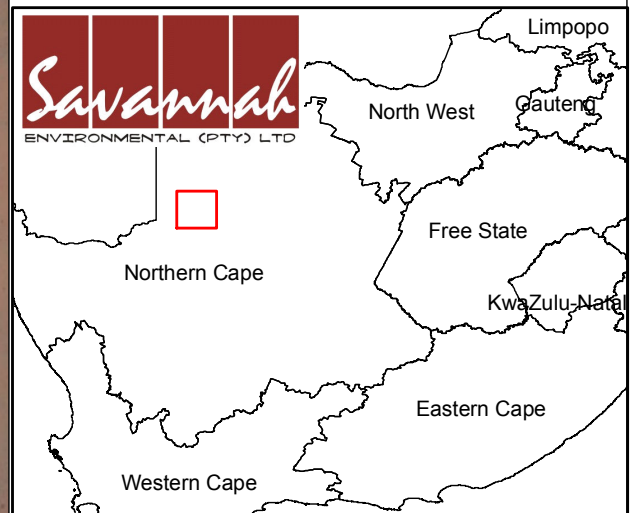 Savannah
ENVIRONMENTAL (PTY) LTD
Limpopo
North West
Gauteng
Free State
Northern Cape
KwaZulu-Natal
Eastern Cape
Western Cape